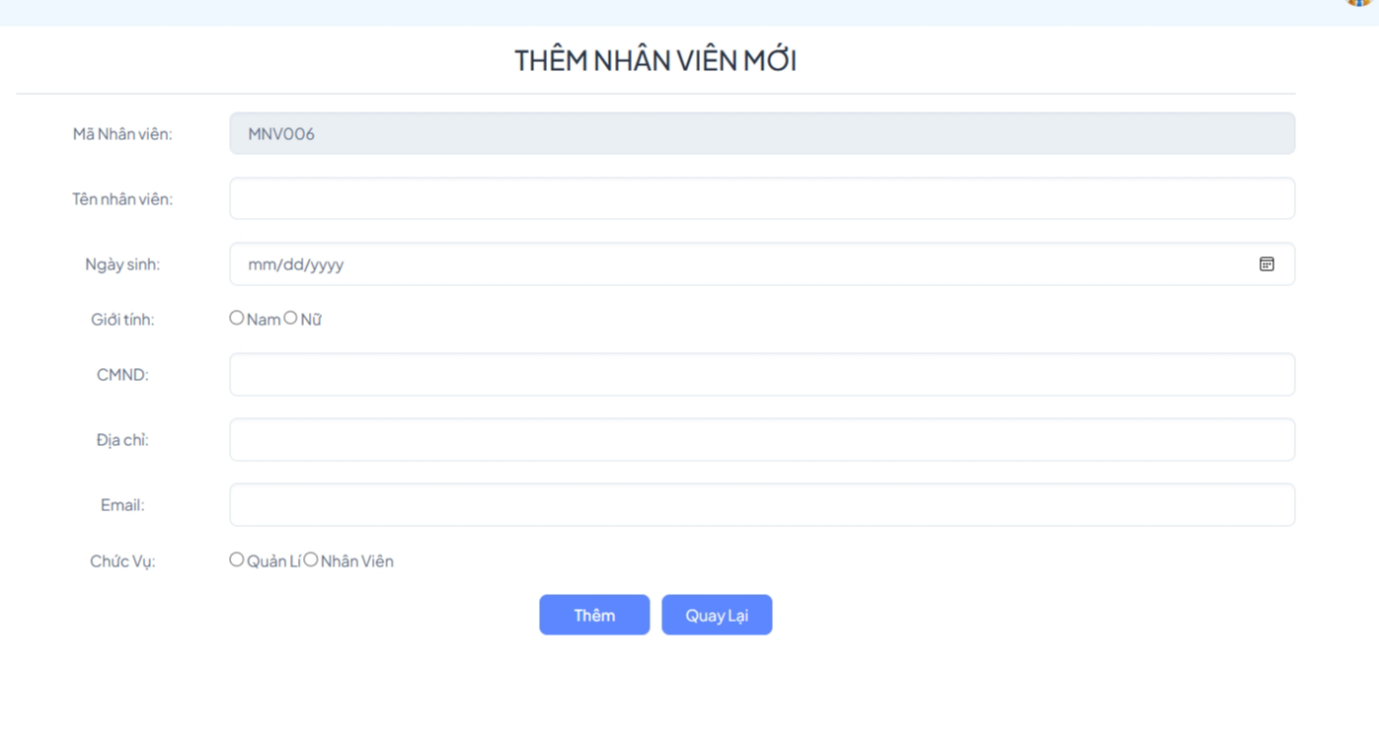 THÊM NHÂN VIÊN MỚI
Mã Nhân viên: MNV006
Tên nhân viên:
Ngày sinh: mm/dd/yyyy
Giới tính: Nam Nữ
CMND:
Địa chỉ:
Email:
Chức Vụ: Quản Lí Nhân Viên
Thêm Quay Lại